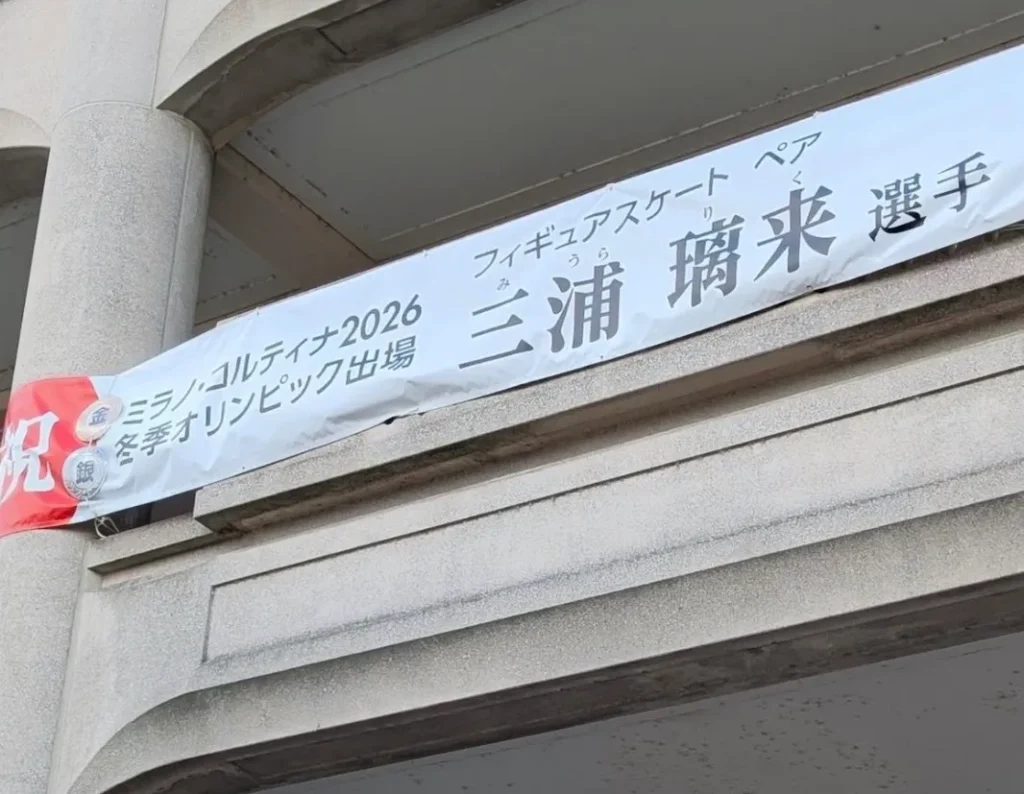 祝
金
銀
ミラノ・コルティナ2026
冬季オリンピック出場
フィギュアスケート ペア
みうら りく
三浦 璃来 選手